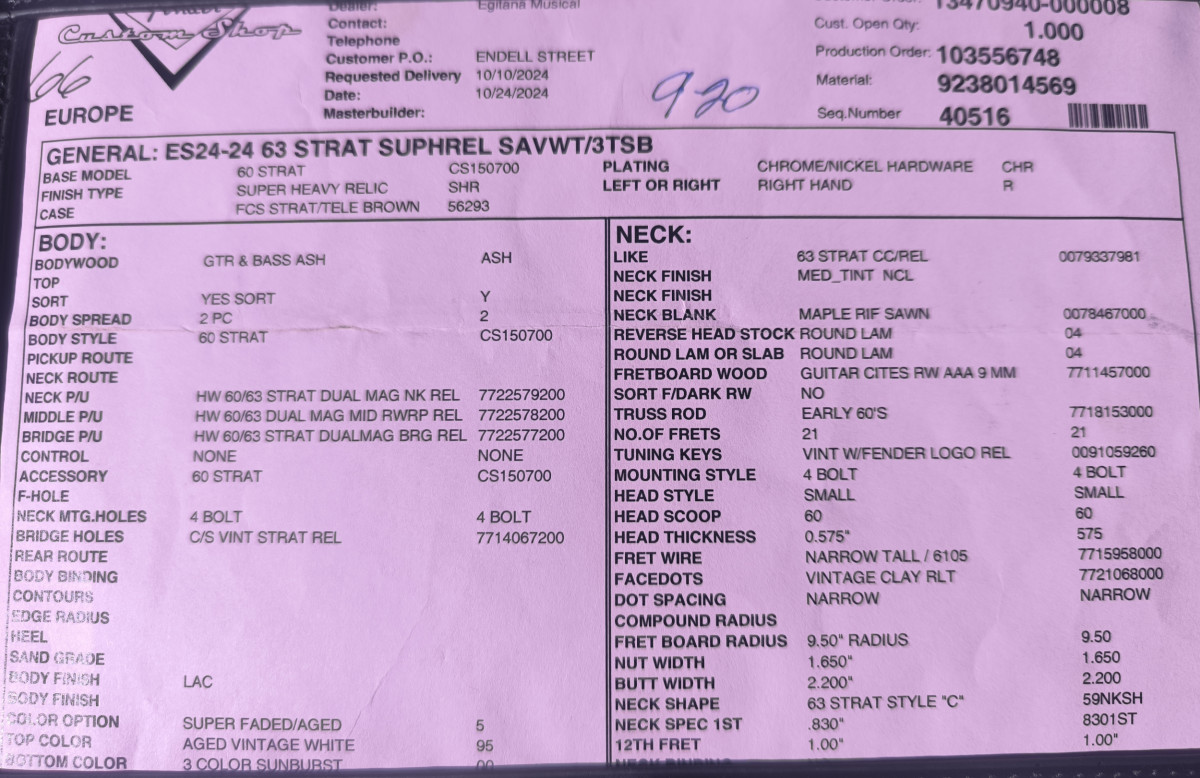 Fender
Custom Shop
EUROPE
Dealer: Egitana Musical
Contact:
Telephone
Customer P.O.: ENDELL STREET
Requested Delivery 10/10/2024
Date: 10/24/2024
Masterbuilder:
920
13470940-000008
Cust. Open Qty: 1.000
Production Order: 103556748
Material: 9238014569
Seq.Number 40516
GENERAL: ES24-24 63 STRAT SUPHREL SAVWT/3TSB
BASE MODEL 60 STRAT CS150700
FINISH TYPE SUPER HEAVY RELIC SHR
CASE FCS STRAT/TELE BROWN 56293
PLATING CHROME/NICKEL HARDWARE CHR
LEFT OR RIGHT RIGHT HAND R
BODY:
BODYWOOD GTR & BASS ASH ASH
TOP
SORT YES SORT Y
BODY SPREAD 2 PC 2
BODY STYLE 60 STRAT CS150700
PICKUP ROUTE
NECK ROUTE
NECK P/U HW 60/63 STRAT DUAL MAG NK REL 7722579200
MIDDLE P/U HW 60/63 DUAL MAG MID RWRP REL 7722578200
BRIDGE P/U HW 60/63 STRAT DUALMAG BRG REL 7722577200
CONTROL NONE NONE
ACCESSORY 60 STRAT CS150700
F-HOLE
NECK MTG.HOLES 4 BOLT 4 BOLT
BRIDGE HOLES C/S VINT STRAT REL 7714067200
REAR ROUTE
BODY BINDING
CONTOURS
EDGE RADIUS
HEEL
SAND GRADE
BODY FINISH LAC
BODY FINISH
COLOR OPTION SUPER FADED/AGED 5
TOP COLOR AGED VINTAGE WHITE 95
BOTTOM COLOR 3 COLOR SUNBURST 00
NECK:
LIKE 63 STRAT CC/REL 0079337981
NECK FINISH MED_TINT NCL
NECK FINISH
NECK BLANK MAPLE RIF SAWN 0078467000
REVERSE HEAD STOCK ROUND LAM 04
ROUND LAM OR SLAB ROUND LAM 04
FRETBOARD WOOD GUITAR CITES RW AAA 9 MM 7711457000
SORT F/DARK RW NO
TRUSS ROD EARLY 60'S 7718153000
NO.OF FRETS 21 21
TUNING KEYS VINT W/FENDER LOGO REL 0091059260
MOUNTING STYLE 4 BOLT 4 BOLT
HEAD STYLE SMALL SMALL
HEAD SCOOP 60 60
HEAD THICKNESS 0.575" 575
FRET WIRE NARROW TALL / 6105 7715958000
FACEDOTS VINTAGE CLAY RLT 7721068000
DOT SPACING NARROW NARROW
COMPOUND RADIUS
FRET BOARD RADIUS 9.50" RADIUS 9.50
NUT WIDTH 1.650" 1.650
BUTT WIDTH 2.200" 2.200
NECK SHAPE 63 STRAT STYLE "C" 59NKSH
NECK SPEC 1ST .830" 8301ST
12TH FRET 1.00" 1.00"